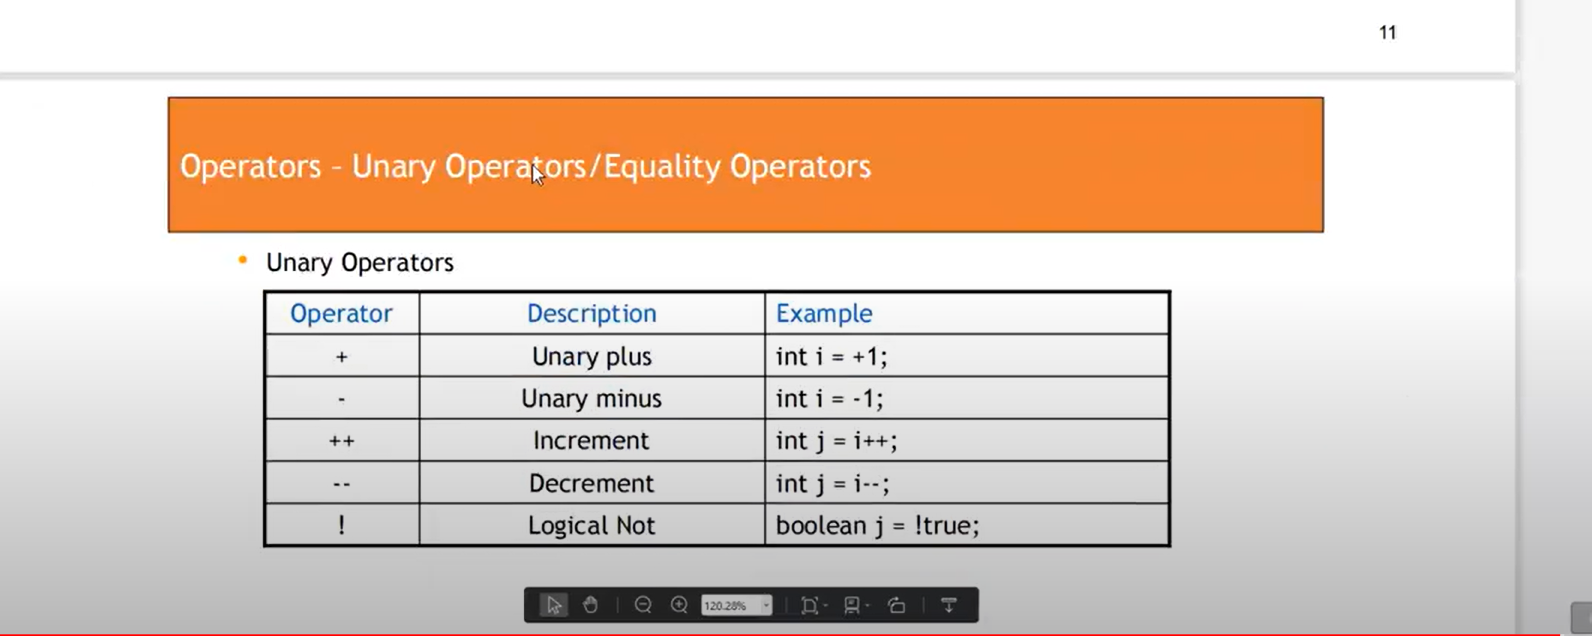 11
Operators - Unary Operators/Equality Operators
• Unary Operators
Operator Description Example
+ Unary plus int i = +1;
- Unary minus int i = -1;
++ Increment int j = i++;
-- Decrement int j = i--;
! Logical Not boolean j = !true;
120.28%